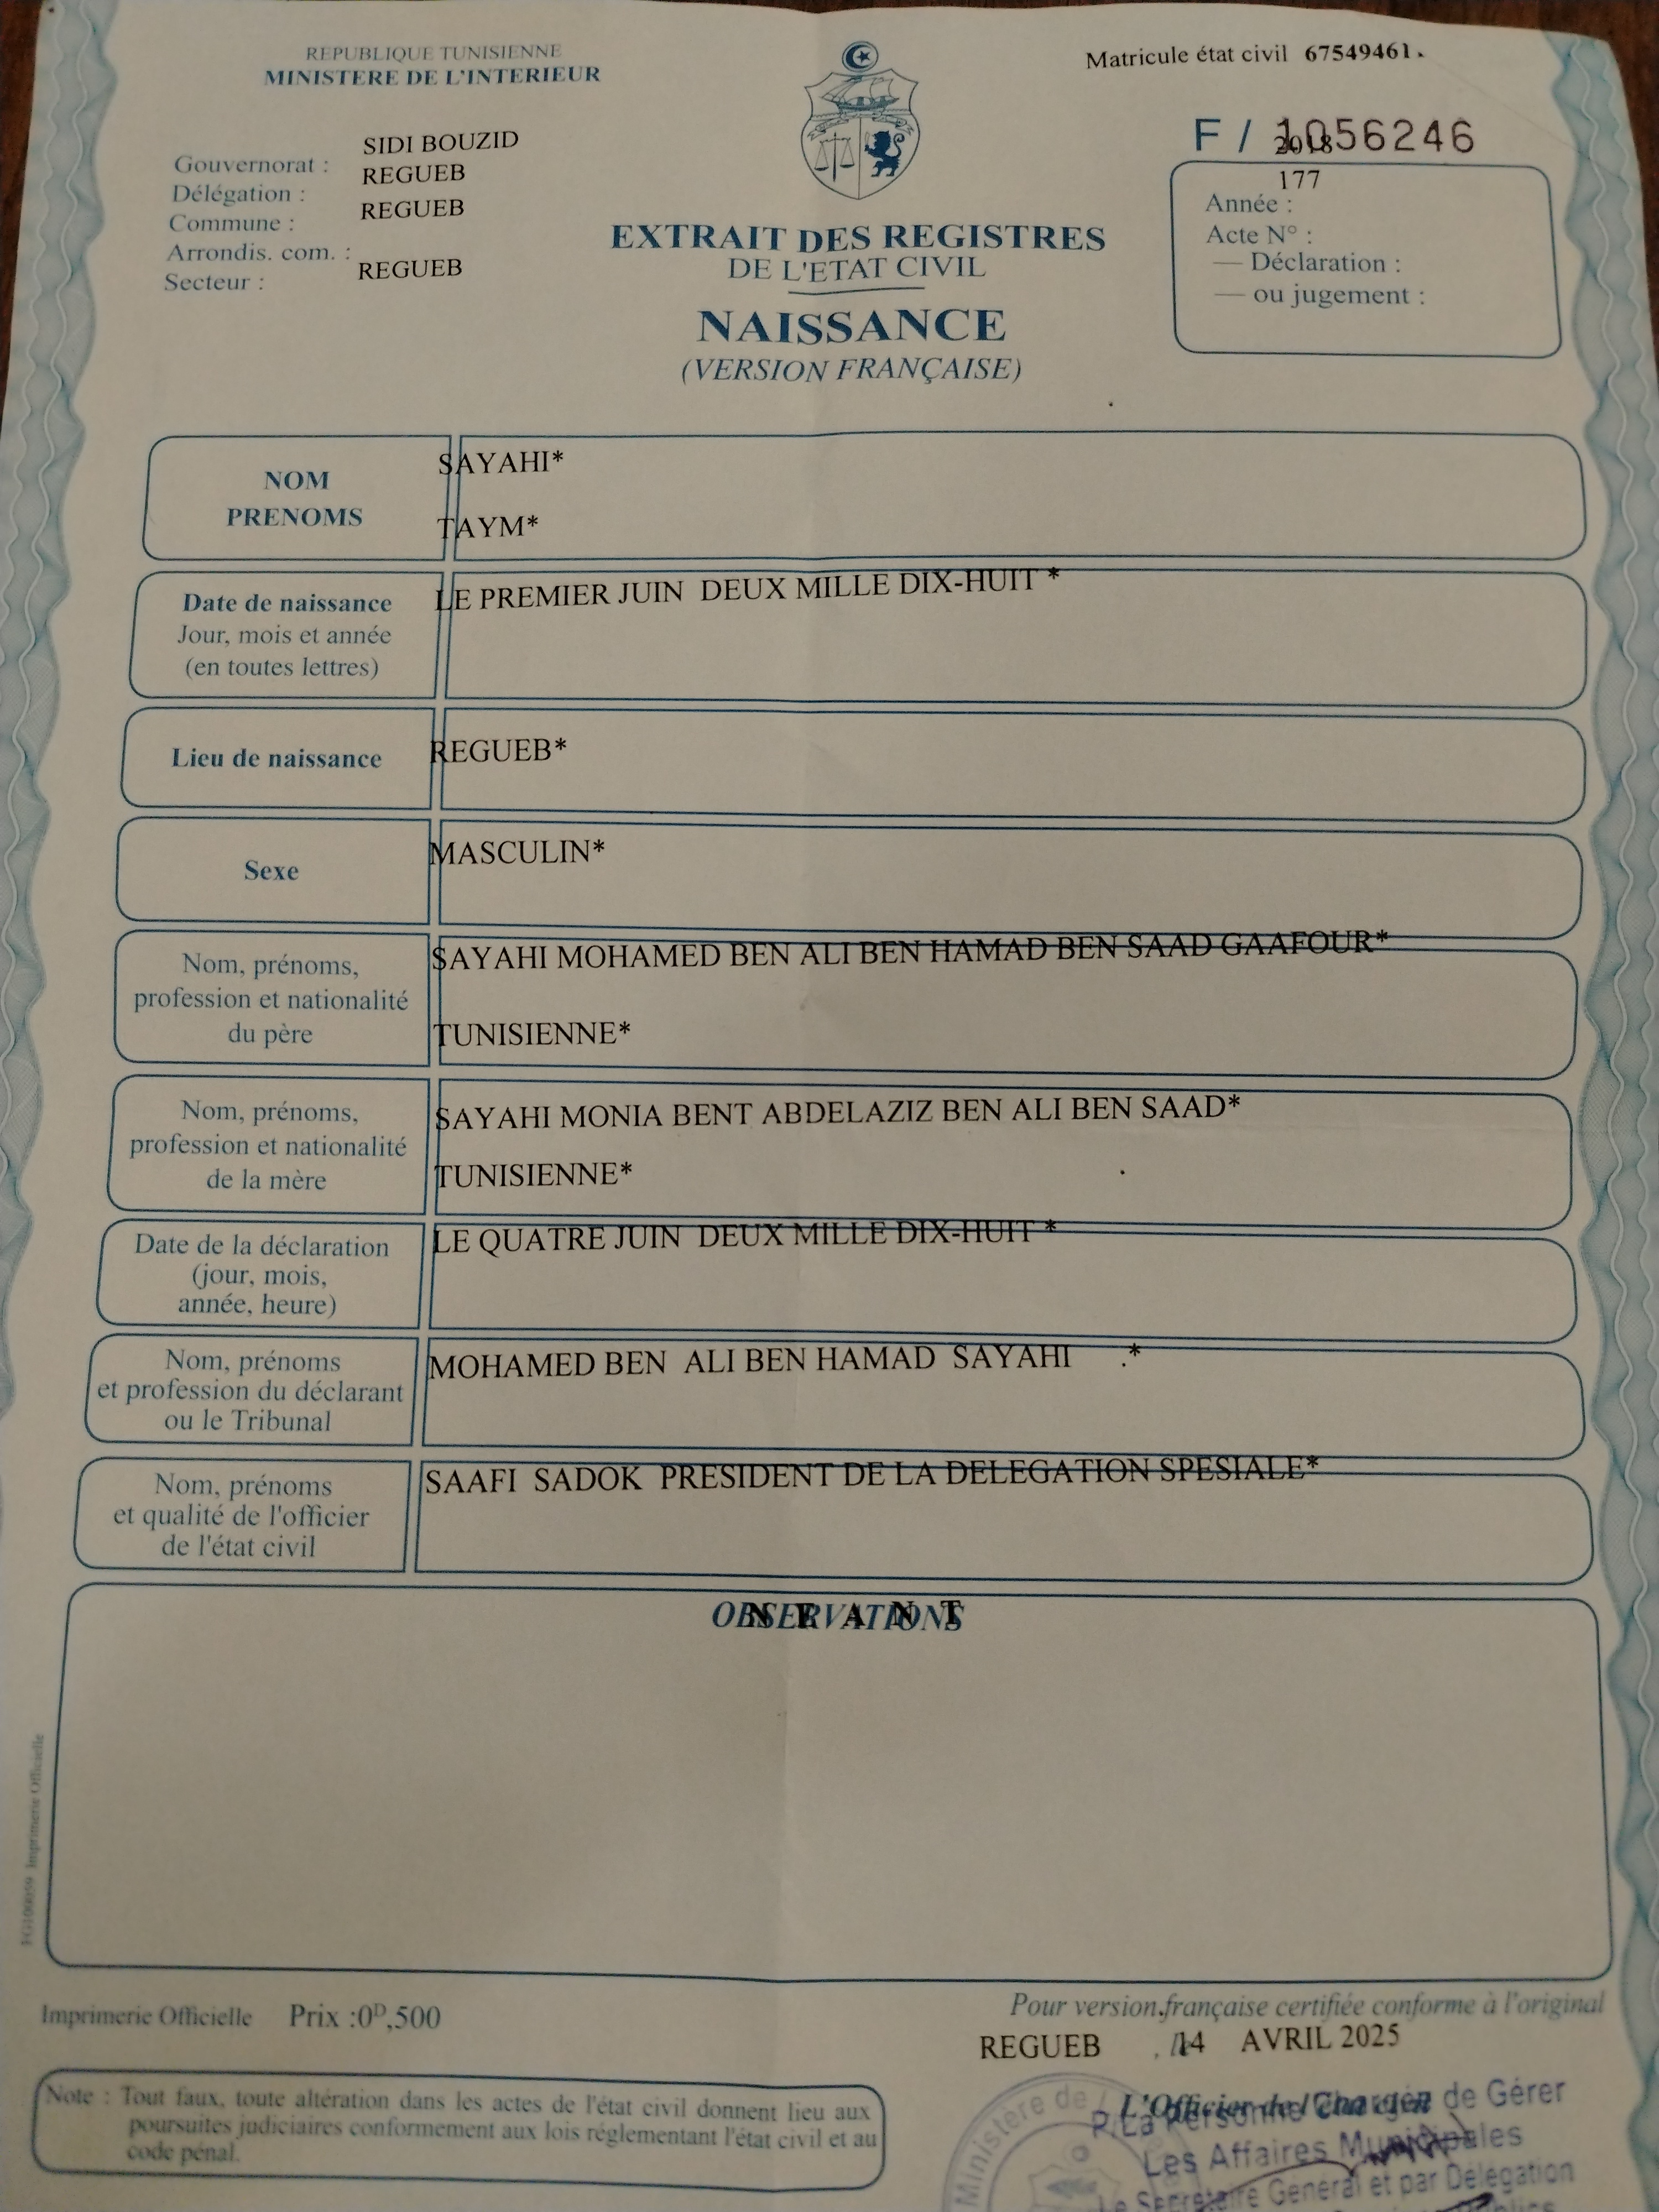 REPUBLIQUE TUNISIENNE
MINISTERE DE L'INTERIEUR
Matricule état civil 67549461.
F / 1056246
2018
177
Gouvernorat : SIDI BOUZID
Délégation : REGUEB
Commune : REGUEB
Arrondis. com. :
Secteur : REGUEB
Année :
Acte N° :
— Déclaration :
— ou jugement :
EXTRAIT DES REGISTRES
DE L'ETAT CIVIL
NAISSANCE
(VERSION FRANÇAISE)
NOM SAYAHI*
PRENOMS TAYM*
Date de naissance LE PREMIER JUIN DEUX MILLE DIX-HUIT *
Jour, mois et année
(en toutes lettres)
Lieu de naissance REGUEB*
Sexe MASCULIN*
Nom, prénoms, SAYAHI MOHAMED BEN ALI BEN HAMAD BEN SAAD GAAFOUR*
profession et nationalité
du père TUNISIENNE*
Nom, prénoms, SAYAHI MONIA BENT ABDELAZIZ BEN ALI BEN SAAD*
profession et nationalité
de la mère TUNISIENNE*
Date de la déclaration LE QUATRE JUIN DEUX MILLE DIX-HUIT *
(jour, mois,
année, heure)
Nom, prénoms MOHAMED BEN ALI BEN HAMAD SAYAHI .*
et profession du déclarant
ou le Tribunal
Nom, prénoms SAAFI SADOK PRESIDENT DE LA DELEGATION SPESIALE*
et qualité de l'officier
de l'état civil
OBSERVATIONS
Imprimerie Officielle
Imprimerie Officielle Prix :0D,500
Pour version française certifiée conforme à l'original
REGUEB , le 14 AVRIL 2025
Note : Tout faux, toute altération dans les actes de l'état civil donnent lieu aux
poursuites judiciaires conformement aux lois réglementant l'état civil et au
code pénal.
Ministère de
L'Officier de l'Etat civil
P/La Personne Chargée de Gérer
Les Affaires Municipales
Le Secrétaire Général et par Délégation